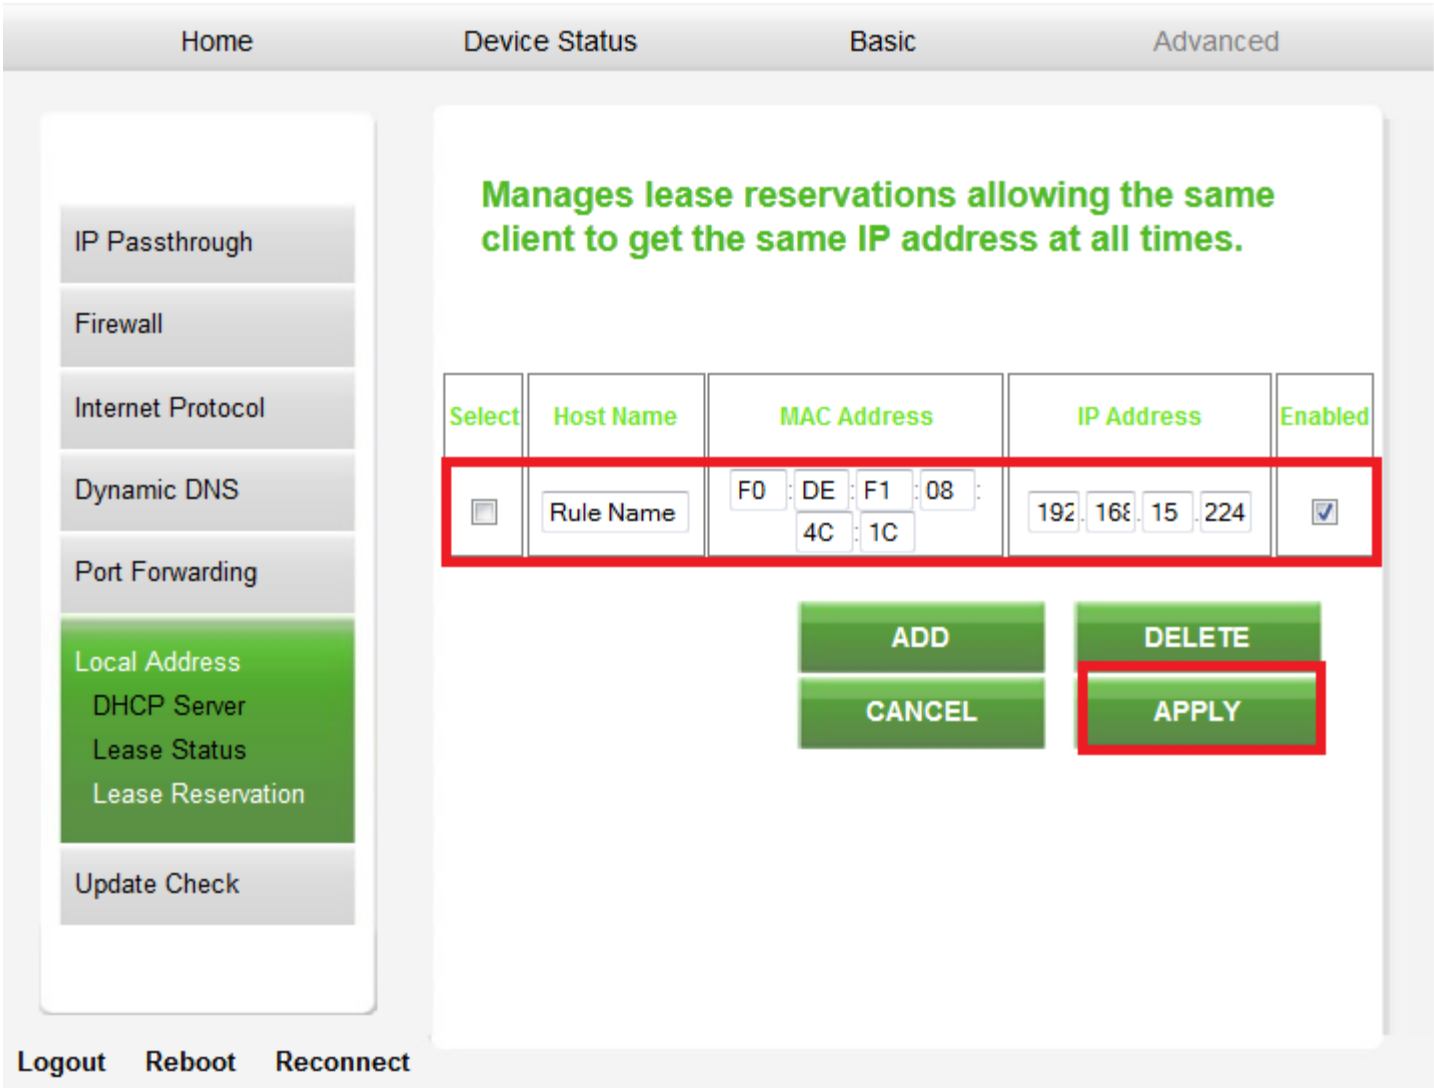 Home Device Status Basic Advanced
Manages lease reservations allowing the same
client to get the same IP address at all times.
IP Passthrough
Firewall
Internet Protocol
Dynamic DNS
Port Forwarding
Local Address
DHCP Server
Lease Status
Lease Reservation
Update Check
Select Host Name MAC Address IP Address Enabled
Rule Name F0 : DE : F1 : 08 : 192. 168. 15 .224
4C : 1C
ADD DELETE
CANCEL APPLY
Logout Reboot Reconnect